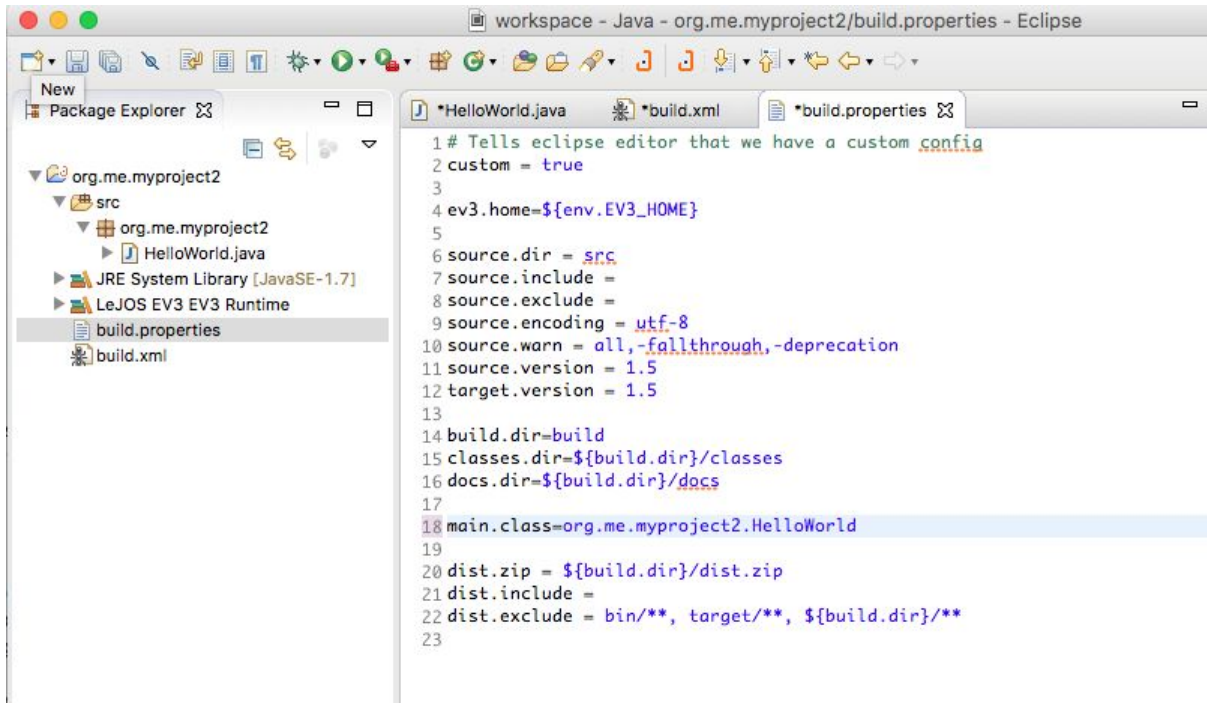 workspace - Java - org.me.myproject2/build.properties - Eclipse
New
Package Explorer
org.me.myproject2
src
org.me.myproject2
HelloWorld.java
JRE System Library [JavaSE-1.7]
LeJOS EV3 EV3 Runtime
build.properties
build.xml
*HelloWorld.java *build.xml *build.properties
1 # Tells eclipse editor that we have a custom config
2 custom = true
3
4 ev3.home=${env.EV3_HOME}
5
6 source.dir = src
7 source.include =
8 source.exclude =
9 source.encoding = utf-8
10 source.warn = all,-fallthrough,-deprecation
11 source.version = 1.5
12 target.version = 1.5
13
14 build.dir=build
15 classes.dir=${build.dir}/classes
16 docs.dir=${build.dir}/docs
17
18 main.class=org.me.myproject2.HelloWorld
19
20 dist.zip = ${build.dir}/dist.zip
21 dist.include =
22 dist.exclude = bin/**, target/**, ${build.dir}/**
23